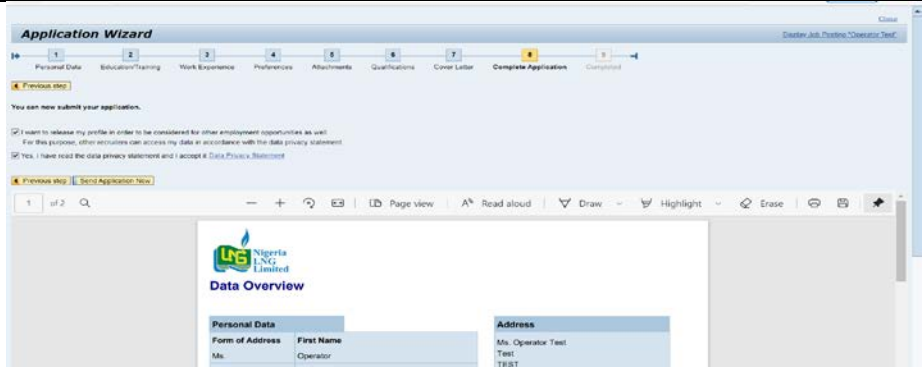 Close
Application Wizard
Display Job Posting "Operator Test"
1 2 3 4 5 6 7 8 9
Personal Data Education/Training Work Experience Preferences Attachments Qualifications Cover Letter Complete Application Completed
Previous step
You can now submit your application.
I want to release my profile in order to be considered for other employment opportunities as well.
For this purpose, other recruiters can access my data in accordance with the data privacy statement
Yes, I have read the data privacy statement and I accept it Data Privacy Statement
Previous step Send Application Now
1 of 2 Page view Read aloud Draw Highlight Erase
LNG
Nigeria
LNG
Limited
Data Overview
Personal Data Address
Form of Address First Name Ms. Operator Test
Ms. Operator Test
TEST